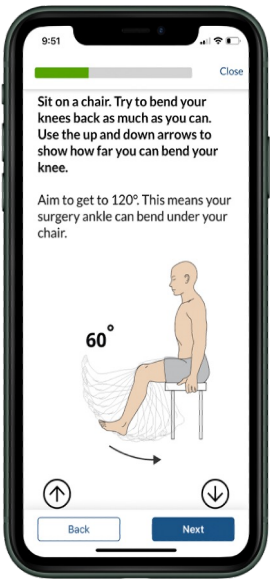 9:51
Close
Sit on a chair. Try to bend your
knees back as much as you can.
Use the up and down arrows to
show how far you can bend your
knee.
Aim to get to 120°. This means your
surgery ankle can bend under your
chair.
60°
Back
Next